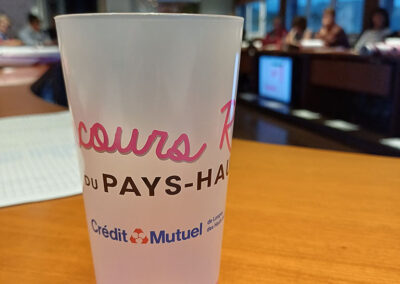 cours R
DU PAYS-HAU
Crédit Mutuel